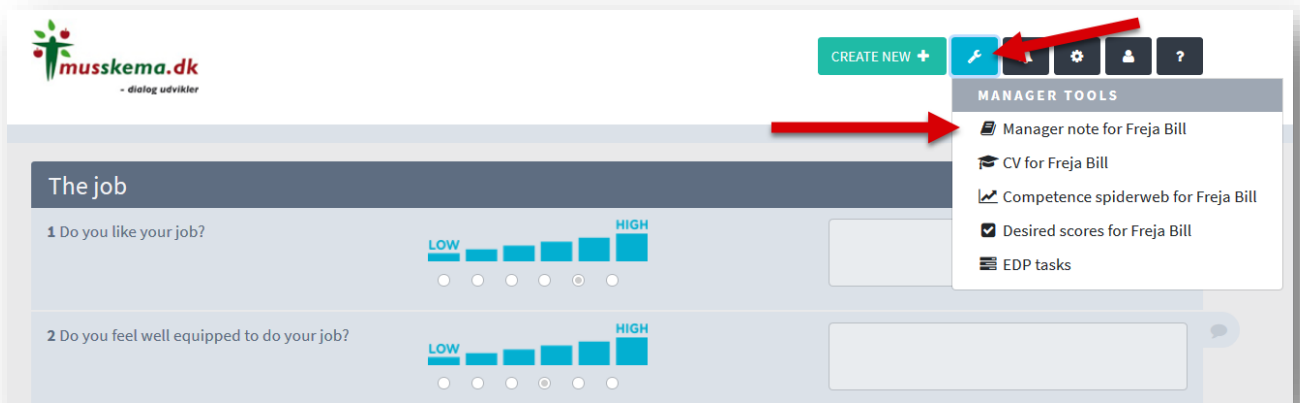 musskema.dk
- dialog udvikler
CREATE NEW +
?
MANAGER TOOLS
Manager note for Freja Bill
CV for Freja Bill
Competence spiderweb for Freja Bill
Desired scores for Freja Bill
EDP tasks
The job
1 Do you like your job?
LOW
HIGH
2 Do you feel well equipped to do your job?
LOW
HIGH